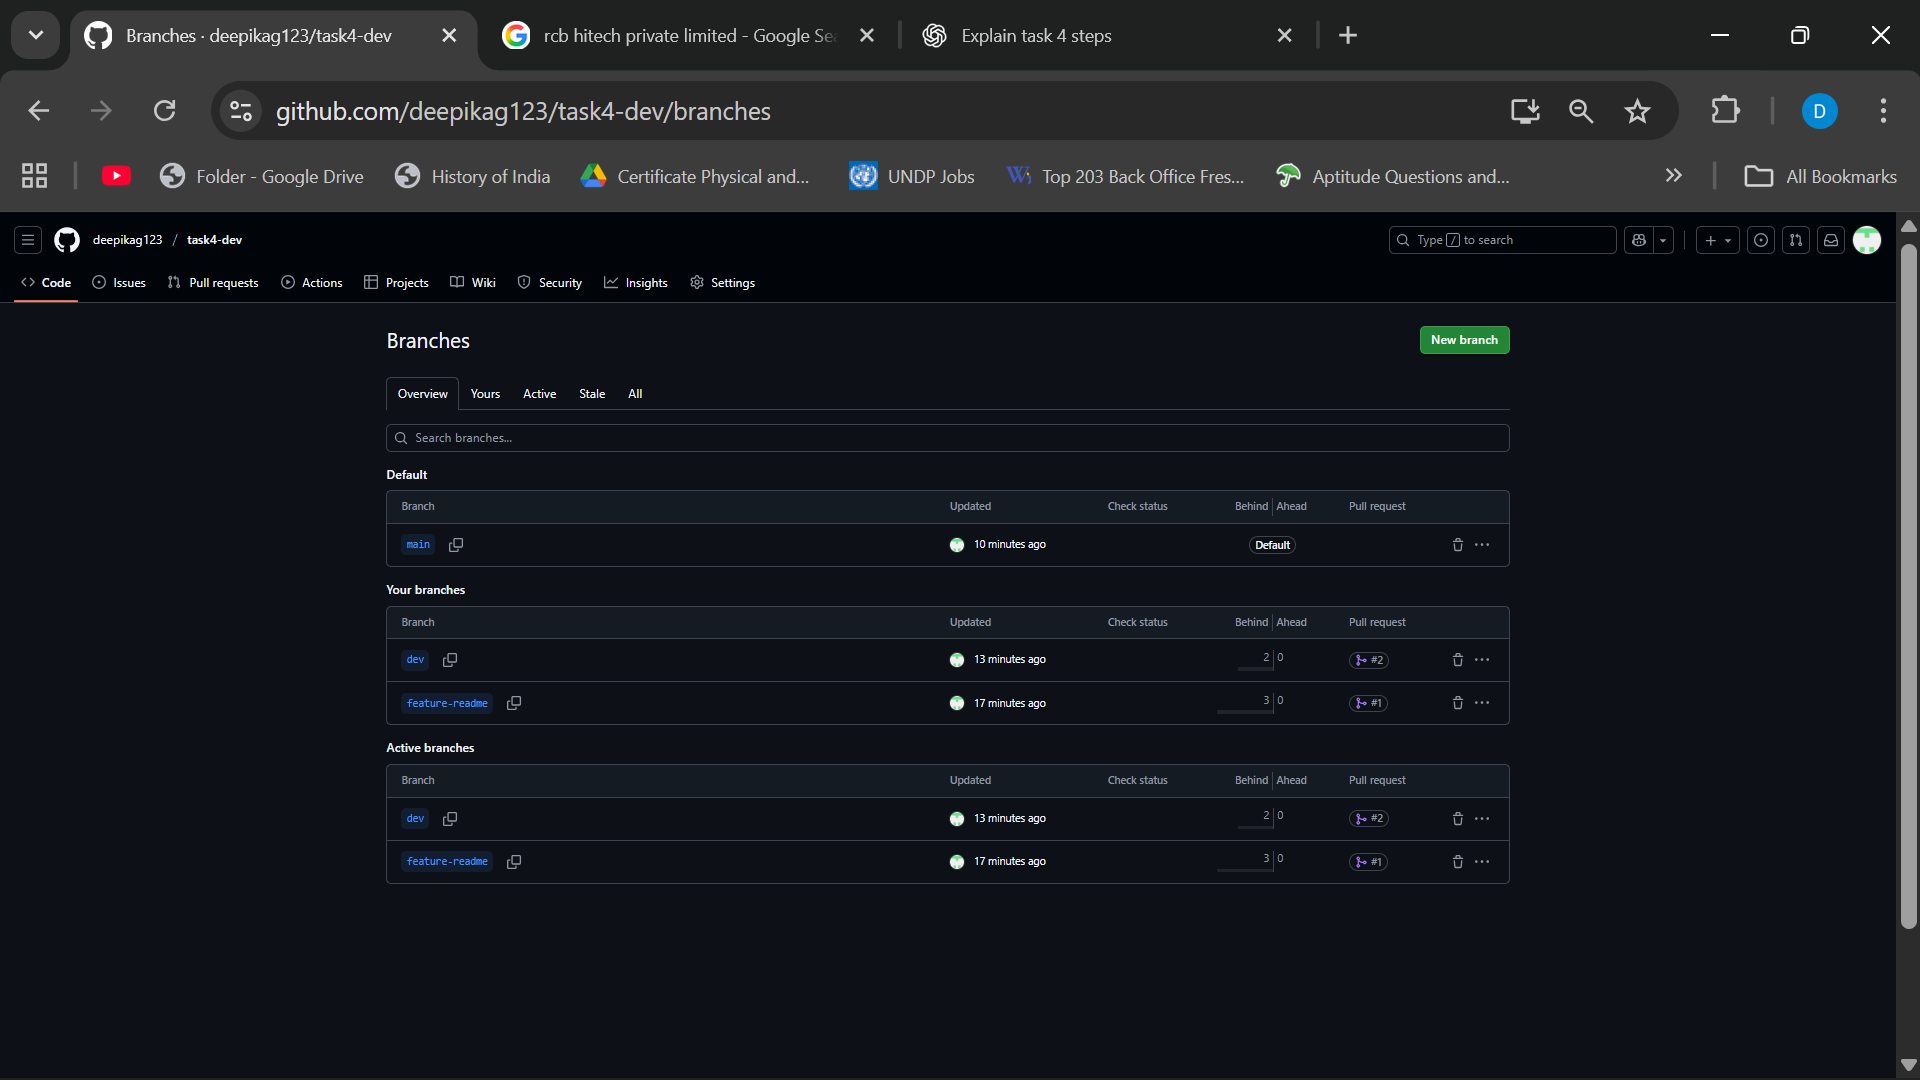 Branches · deepikag123/task4-dev
rcb hitech private limited - Google Sea
Explain task 4 steps
github.com/deepikag123/task4-dev/branches
D
Folder - Google Drive
History of India
Certificate Physical and...
UNDP Jobs
Top 203 Back Office Fres...
Aptitude Questions and...
All Bookmarks
deepikag123 / task4-dev
Type / to search
Code
Issues
Pull requests
Actions
Projects
Wiki
Security
Insights
Settings
Branches
New branch
Overview Yours Active Stale All
Search branches...
Default
Branch Updated Check status Behind Ahead Pull request
main 10 minutes ago Default
Your branches
Branch Updated Check status Behind Ahead Pull request
dev 13 minutes ago 2 0 #2
feature-readme 17 minutes ago 3 0 #1
Active branches
Branch Updated Check status Behind Ahead Pull request
dev 13 minutes ago 2 0 #2
feature-readme 17 minutes ago 3 0 #1